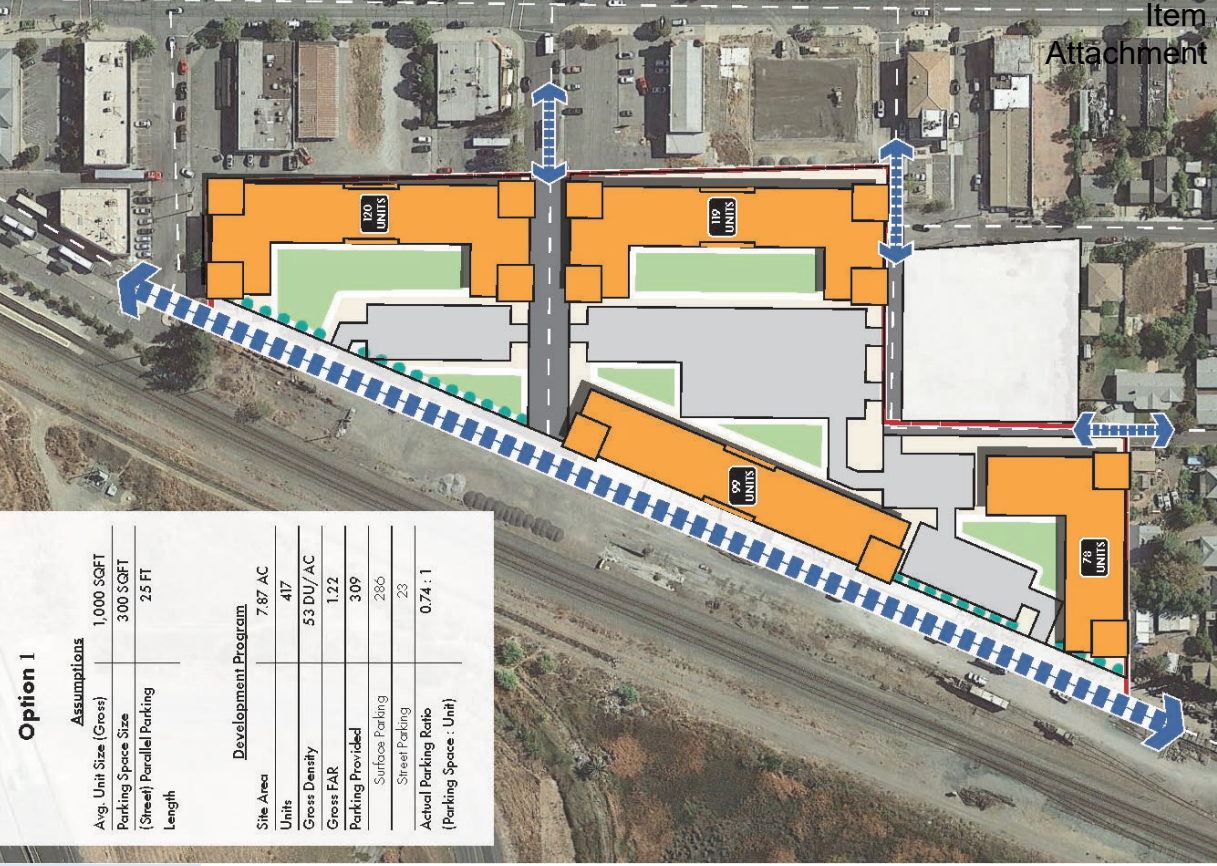 Item
Attachment
120
UNITS
119
UNITS
99
UNITS
78
UNITS
Option 1
Assumptions
Avg. Unit Size (Gross) 1,000 SQFT
Parking Space Size 300 SQFT
(Street) Parallel Parking 25 FT
Length
Development Program
Site Area 7.87 AC
Units 417
Gross Density 53 DU/ AC
Gross FAR 1.22
Parking Provided 309
Surface Parking 286
Street Parking 23
Actual Parking Ratio 0.74 : 1
(Parking Space : Unit)